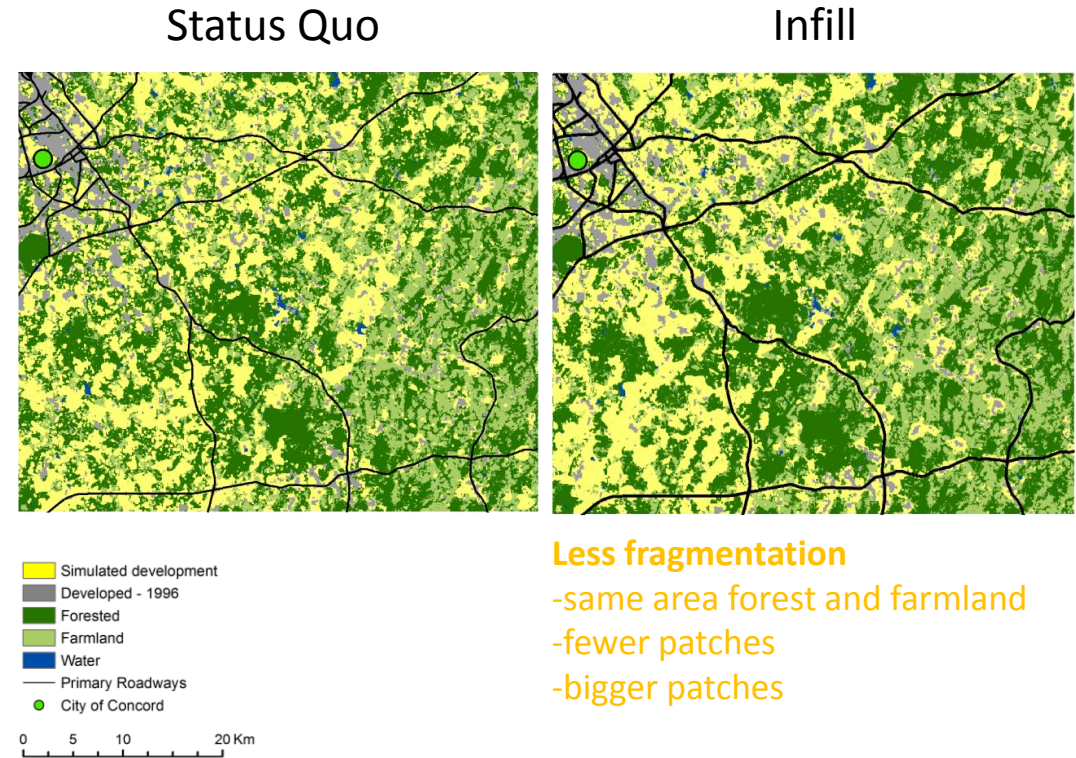 Status Quo
Infill
Simulated development
Developed - 1996
Forested
Farmland
Water
Primary Roadways
City of Concord
0 5 10 20 Km
Less fragmentation
-same area forest and farmland
-fewer patches
-bigger patches